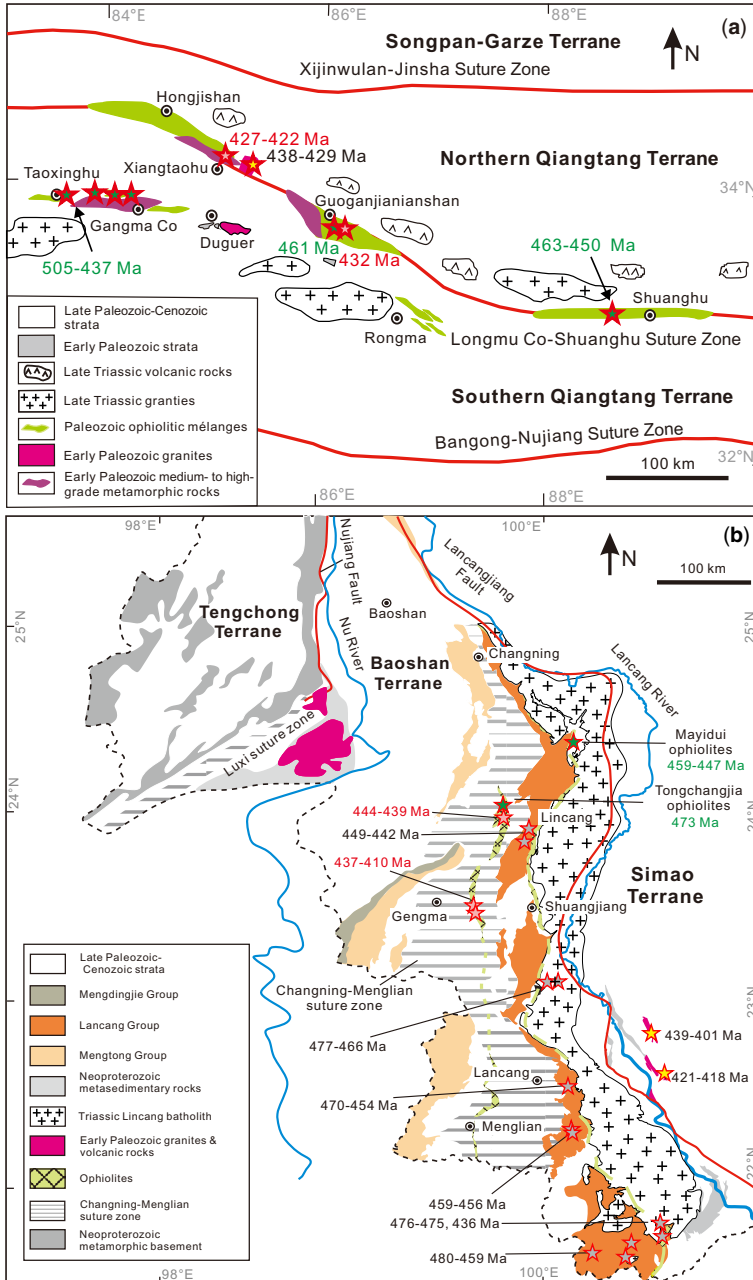 84°E
86°E
88°E
(a)
Songpan-Garze Terrane
N
Xijinwulan-Jinsha Suture Zone
Hongjishan
427-422 Ma
438-429 Ma
Northern Qiangtang Terrane
Taoxinghu
Xiangtaohu
34°N
Guoganjianianshan
Gangma Co
Duguer
461 Ma
432 Ma
463-450 Ma
505-437 Ma
Shuanghu
Rongma
Longmu Co-Shuanghu Suture Zone
Late Paleozoic-Cenozoic
strata
Early Paleozoic strata
Late Triassic volcanic rocks
Late Triassic granties
Paleozoic ophiolitic mélanges
Early Paleozoic granites
Early Paleozoic medium- to high-
grade metamorphic rocks
Southern Qiangtang Terrane
Bangong-Nujiang Suture Zone
32°N
100 km
86°E
88°E
98°E
100°E
(b)
N
100 km
Nujiang Fault
Nu River
Lancangjiang
Fault
Tengchong
Terrane
Baoshan
25°N
25°N
Baoshan
Terrane
Changning
Lancang River
Luxi suture zone
Mayidui
ophiolites
459-447 Ma
24°N
24°N
Tongchangjia
ophiolites
473 Ma
444-439 Ma
Lincang
449-442 Ma
437-410 Ma
Simao
Terrane
Gengma
Shuangjiang
Changning-Menglian
suture zone
23°N
477-466 Ma
439-401 Ma
421-418 Ma
Lancang
470-454 Ma
Menglian
22°N
459-456 Ma
476-475, 436 Ma
480-459 Ma
Late Paleozoic-
Cenozoic strata
Mengdingjie Group
Lancang Group
Mengtong Group
Neoproterozoic
metasedimentary rocks
Triassic Lincang batholith
Early Paleozoic granites &
volcanic rocks
Ophiolites
Changning-Menglian
suture zone
Neoproterozoic
metamorphic basement
98°E
100°E